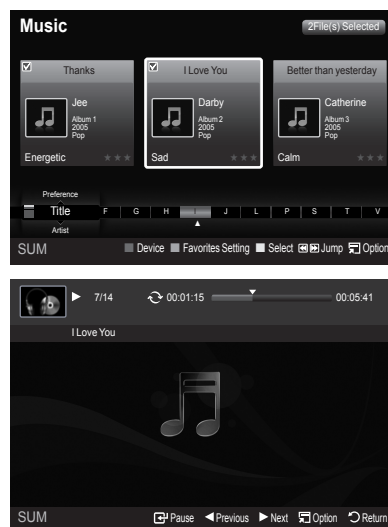 Music
2File(s) Selected
Thanks
Jee
Album 1
2005
Pop
Energetic
I Love You
Darby
Album 2
2005
Pop
Sad
Better than yesterday
Catherine
Album 3
2005
Pop
Calm
Preference
Title F G H I J L P S T V
Artist
SUM Device Favorites Setting Select Jump Option
7/14 00:01:15 00:05:41
I Love You
SUM Pause Previous Next Option Return